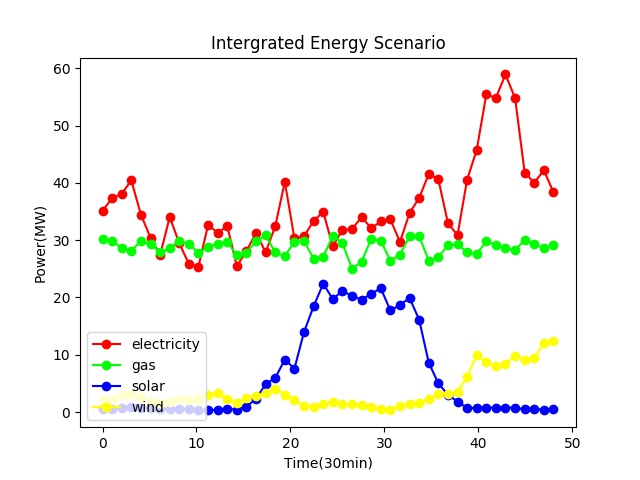 Intergrated Energy Scenario
Power(MW)
60
50
40
30
20
10
0
electricity
gas
solar
wind
0 10 20 30 40 50
Time(30min)